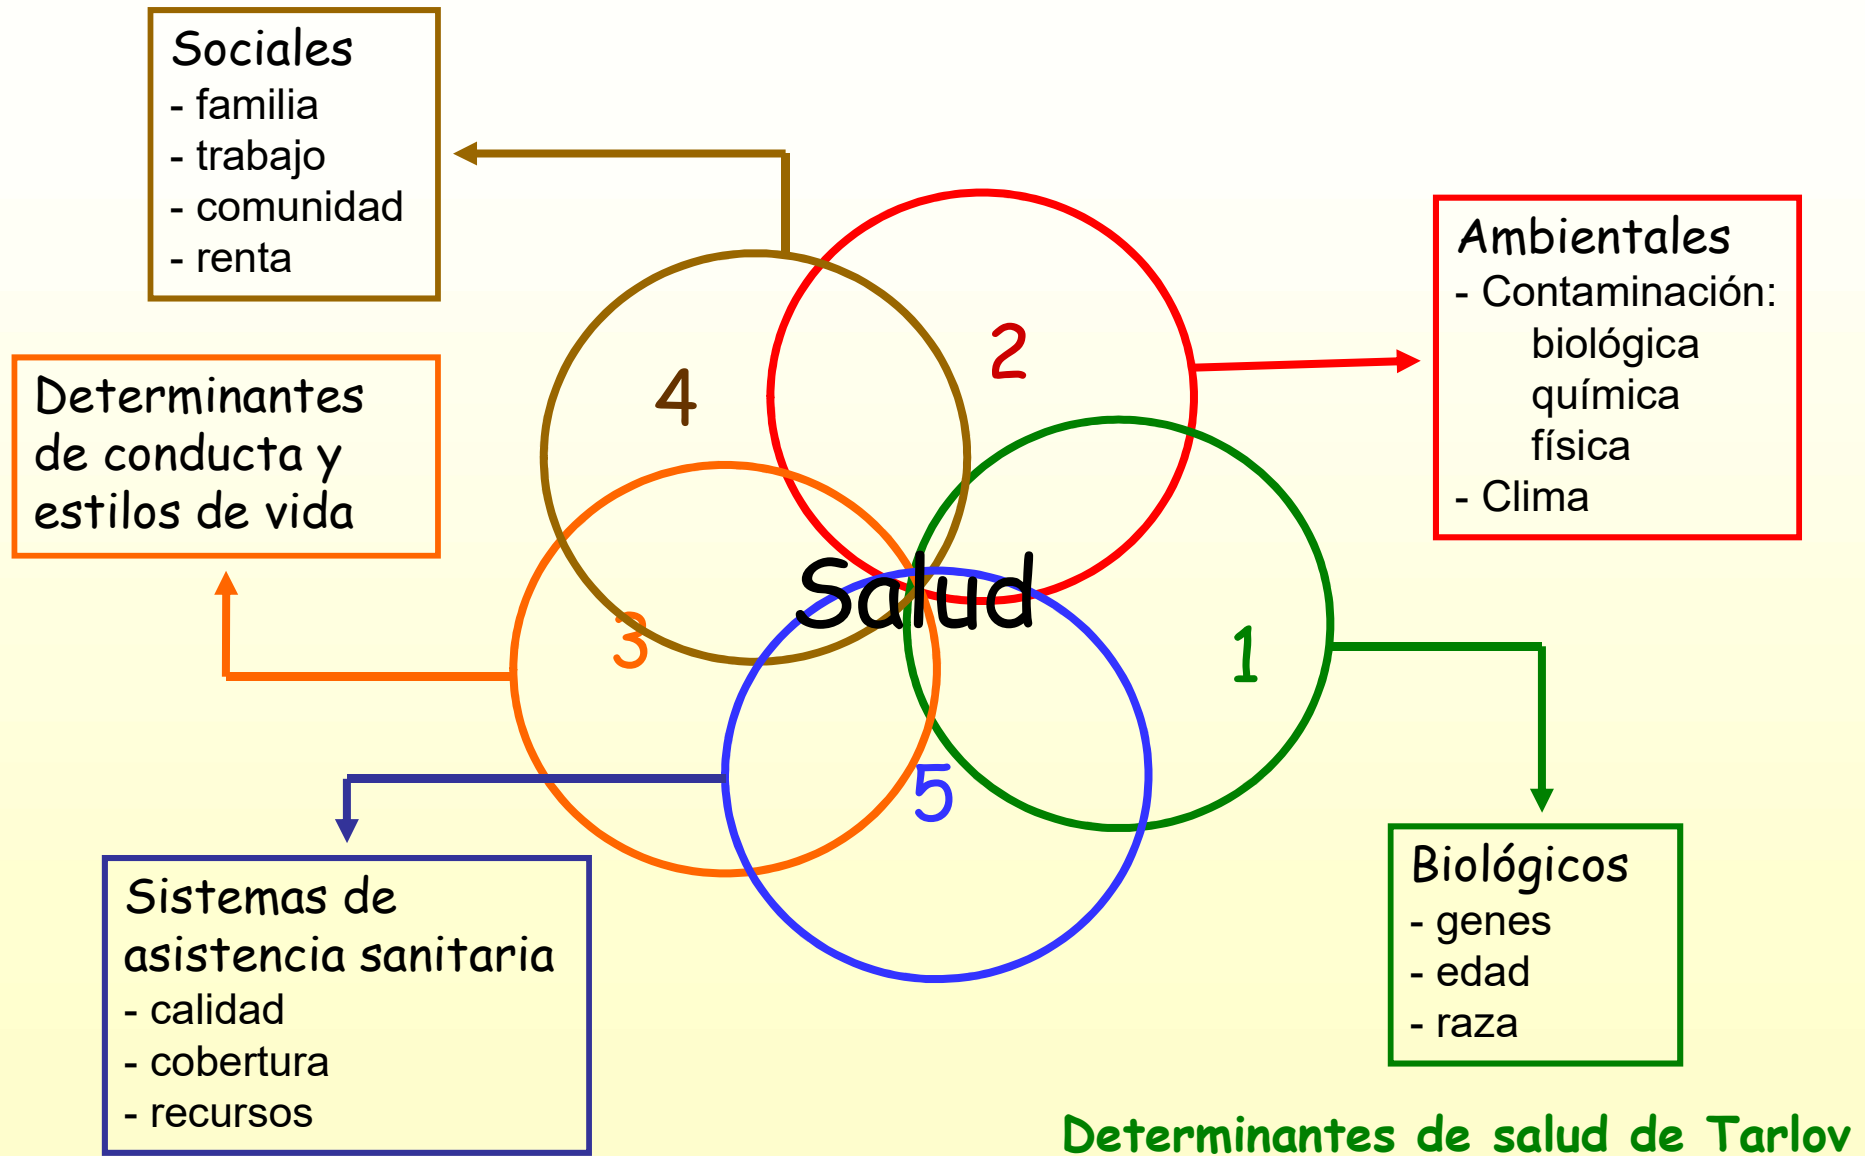 Sociales
- familia
- trabajo
- comunidad
- renta
Determinantes
de conducta y
estilos de vida
Sistemas de
asistencia sanitaria
- calidad
- cobertura
- recursos
4
2
3
Salud
1
5
Ambientales
- Contaminación:
biológica
química
física
- Clima
Biológicos
- genes
- edad
- raza
Determinantes de salud de Tarlov